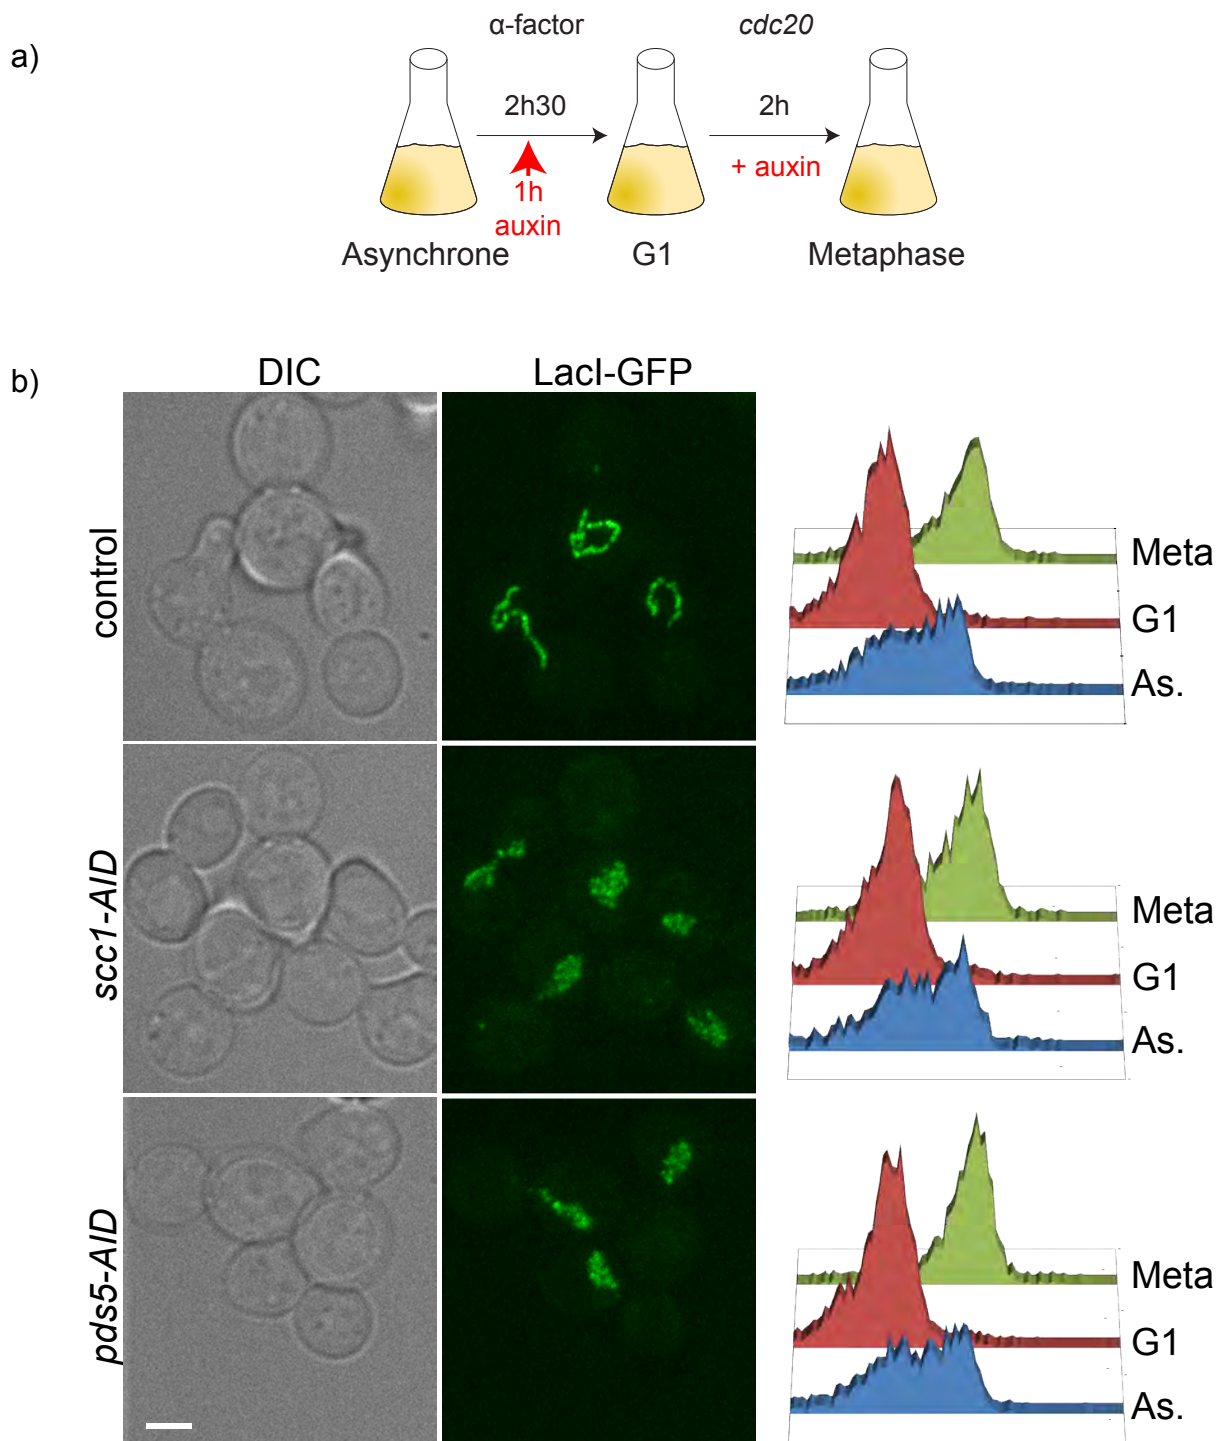 a)
α-factor
cdc20
2h30
2h
1h
auxin
+ auxin
Asynchrone
G1
Metaphase
b)
DIC
LacI-GFP
control
Meta
G1
As.
scc1-AID
Meta
G1
As.
pds5-AID
Meta
G1
As.